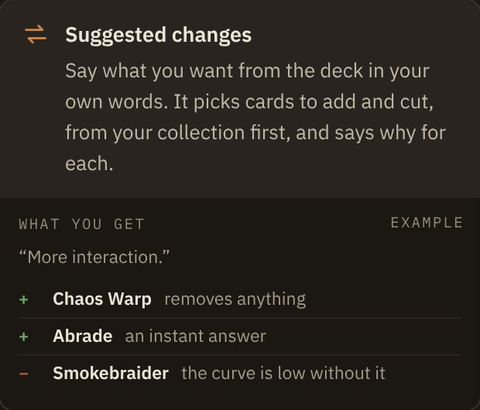 Suggested changes
Say what you want from the deck in your
own words. It picks cards to add and cut,
from your collection first, and says why for
each.
WHAT YOU GET EXAMPLE
“More interaction.”
+ Chaos Warp removes anything
+ Abrade an instant answer
− Smokebraider the curve is low without it